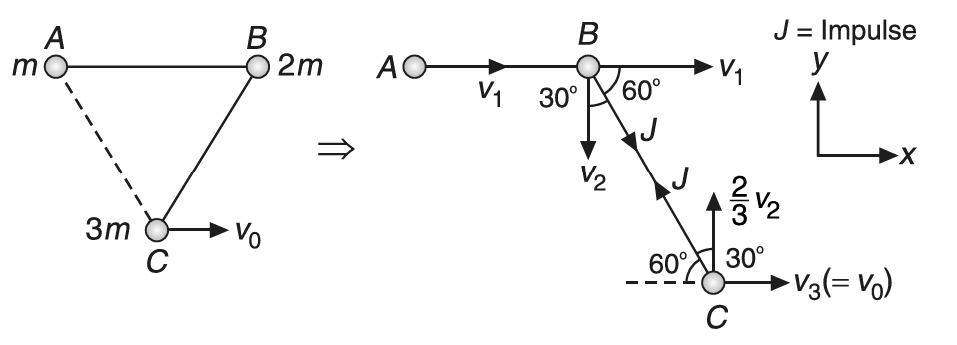 A
m
B
2m
3m
C
v₀
⇒
A
v₁
B
v₁
30°
60°
v₂
J
J
2/3 v₂
60°
30°
v₃(= v₀)
C
J = Impulse
y
x